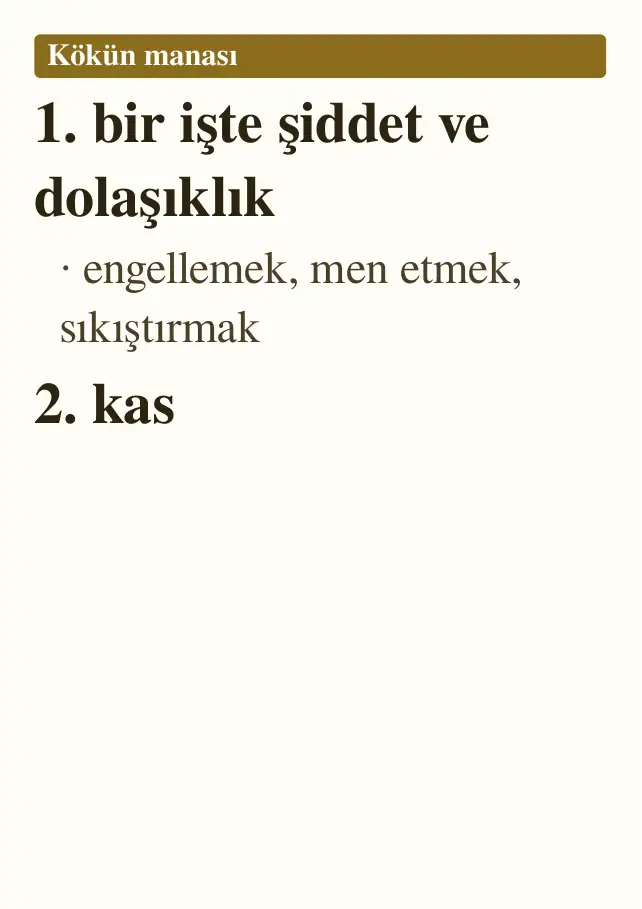 Kökün manası
1. bir işte şiddet ve
dolaşıklık
· engellemek, men etmek,
sıkıştırmak
2. kas